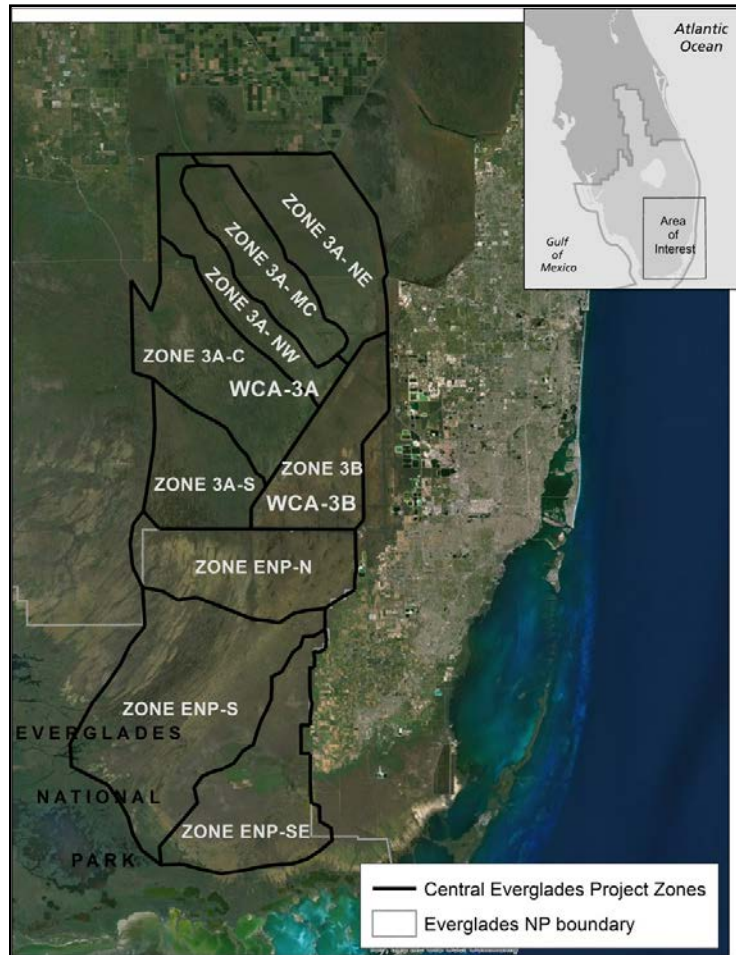 Atlantic
Ocean
Area
of
Interest
Gulf
of
Mexico
ZONE 3A- NE
ZONE 3A- MC
ZONE 3A- NW
ZONE 3A-C
WCA-3A
ZONE 3B
ZONE 3A-S
WCA-3B
ZONE ENP-N
ZONE ENP-S
EVERGLADES
NATIONAL
ZONE ENP-SE
PARK
Central Everglades Project Zones
Everglades NP boundary